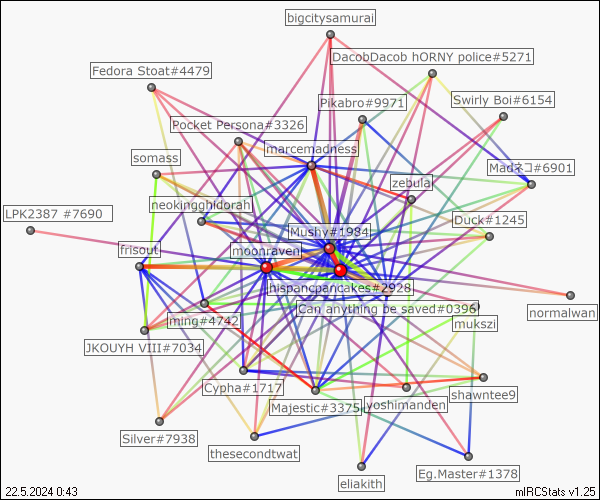 bigcitysamurai
DacobDacob hORNY police#5271
Fedora Stoat#4479
Swirly Boi#6154
Pikabro#9971
Pocket Persona#3326
marcemadness
somass
Madネコ#6901
zebulai
neokingghidorah
LPK2387 #7690
Duck#1245
Mushy#1984
frisout
moonraven
hispancpancakes#2928
Can anything be saved#0396
normalwan
ming#4742
mukszi
JKOUYH VIII#7034
Cypha#1717
shawntee9
Majestic#3375
yoshimanden
Silver#7938
thesecondtwat
Eg.Master#1378
eliakith
22.5.2024 0:43
mIRCStats v1.25